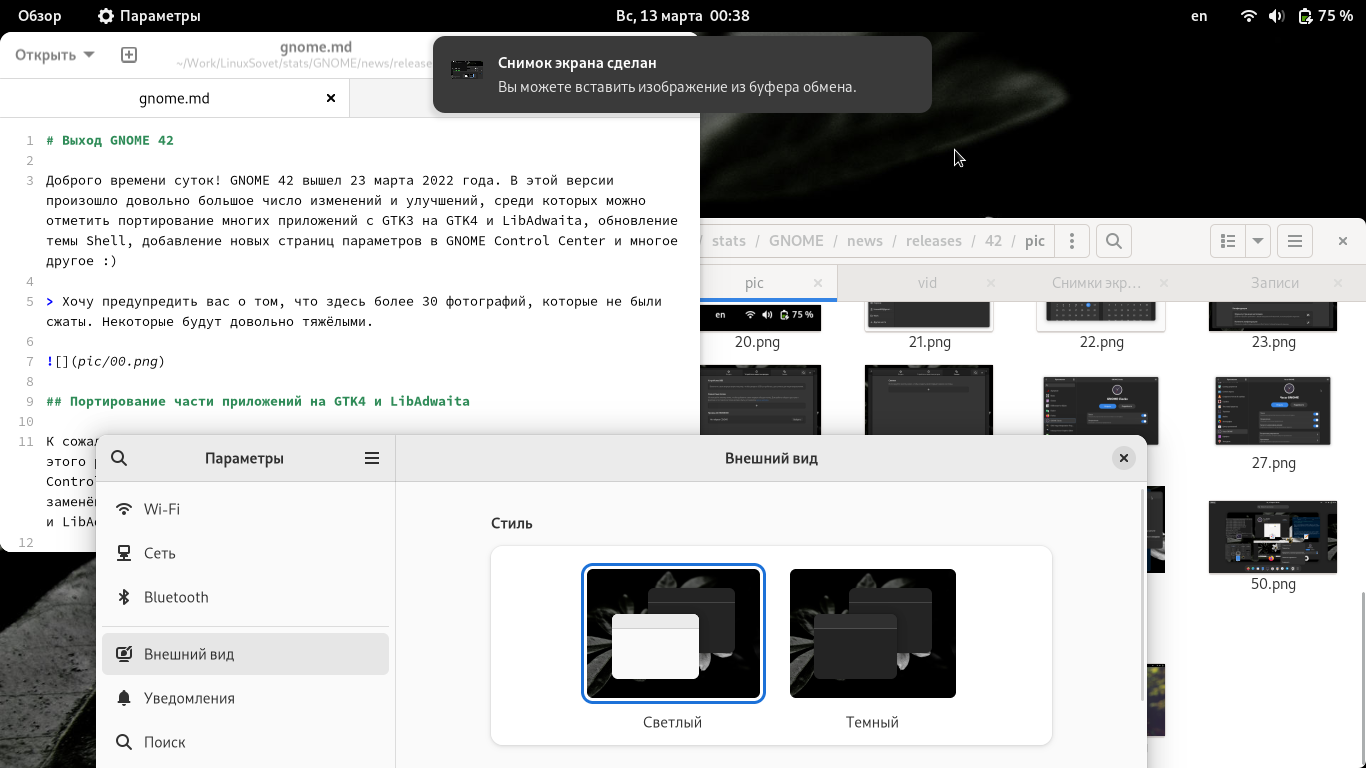 Обзор
Параметры
Вс, 13 марта 00:38
en
75 %
Открыть
gnome.md
~/Work/LinuxSovet/stats/GNOME/news/release
Снимок экрана сделан
Вы можете вставить изображение из буфера обмена.
gnome.md
1 # Выход GNOME 42
2
3 Доброго времени суток! GNOME 42 вышел 23 марта 2022 года. В этой версии
произошло довольно большое число изменений и улучшений, среди которых можно
отметить портирование многих приложений с GTK3 на GTK4 и LibAdwaita, обновление
темы Shell, добавление новых страниц параметров в GNOME Control Center и многое
другое :)
4
5 > Хочу предупредить вас о том, что здесь более 30 фотографий, которые не были
сжаты. Некоторые будут довольно тяжёлыми.
6
7 ![](pic/00.png)
8
9 ## Портирование части приложений на GTK4 и LibAdwaita
10
11 К сожал
этого р
Control
заменён
и LibAd
12
/ stats / GNOME / news / releases / 42 / pic
pic
vid
Снимки экр…
Записи
en
75 %
20.png
21.png
22.png
23.png
27.png
50.png
Параметры
Внешний вид
Wi-Fi
Сеть
Bluetooth
Внешний вид
Уведомления
Поиск
Стиль
Светлый
Темный